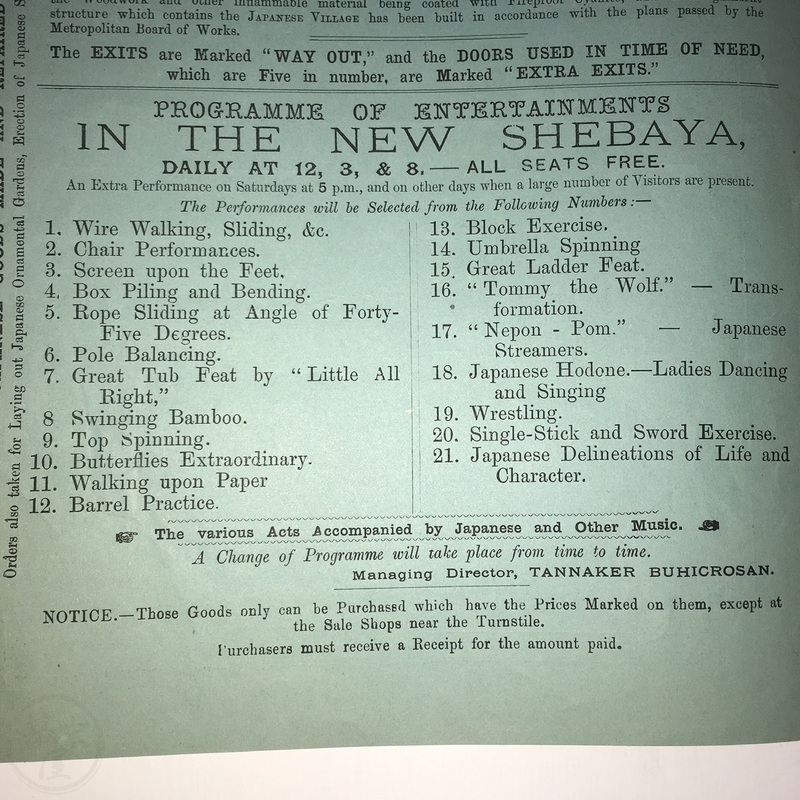 the Woodwork and other inflammable material being coated with Fireproof
structure which contains the JAPANESE VILLAGE has been built in accordance with the plans passed by the
Metropolitan Board of Works.
The EXITS are Marked "WAY OUT," and the DOORS USED IN TIME OF NEED,
which are Five in number, are Marked "EXTRA EXITS."
PROGRAMME OF ENTERTAINMENTS
IN THE NEW SHEBAYA,
DAILY AT 12, 3, & 8.—ALL SEATS FREE.
An Extra Performance on Saturdays at 5 p.m., and on other days when a large number of Visitors are present.
The Performances will be Selected from the Following Numbers:—
1. Wire Walking, Sliding, &c.
2. Chair Performances.
3. Screen upon the Feet.
4. Box Piling and Bending.
5. Rope Sliding at Angle of Forty-
Five Degrees.
6. Pole Balancing.
7. Great Tub Feat by "Little All
Right,"
8 Swinging Bamboo.
9. Top Spinning.
10. Butterflies Extraordinary.
11. Walking upon Paper
12. Barrel Practice.
13. Block Exercise.
14. Umbrella Spinning
15. Great Ladder Feat.
16. "Tommy the Wolf." — Trans-
formation.
17. "Nepon - Pom." — Japanese
Streamers.
18. Japanese Hodone.—Ladies Dancing
and Singing
19. Wrestling.
20. Single-Stick and Sword Exercise.
21. Japanese Delineations of Life and
Character.
The various Acts Accompanied by Japanese and Other Music.
A Change of Programme will take place from time to time.
Managing Director, TANNAKER BUHICROSAN.
NOTICE.—Those Goods only can be Purchased which have the Prices Marked on them, except at
the Sale Shops near the Turnstile.
Purchasers must receive a Receipt for the amount paid.
Orders also taken for Laying out Japanese Ornamental Gardens, Erection of Japanese